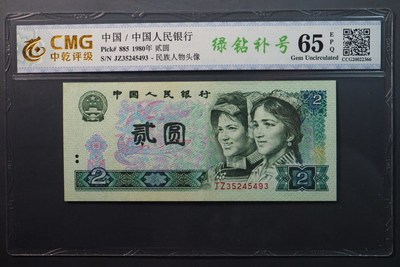 CMG
中乾评级
中国 / 中国人民银行
Pick# 885 1980年 贰圆
S/N JZ35245493 - 民族人物头像
绿钻补号
65
EPQ
Gem Uncirculated
CCG20022360
中国人民银行
2
贰圆
2
JZ35245493
2